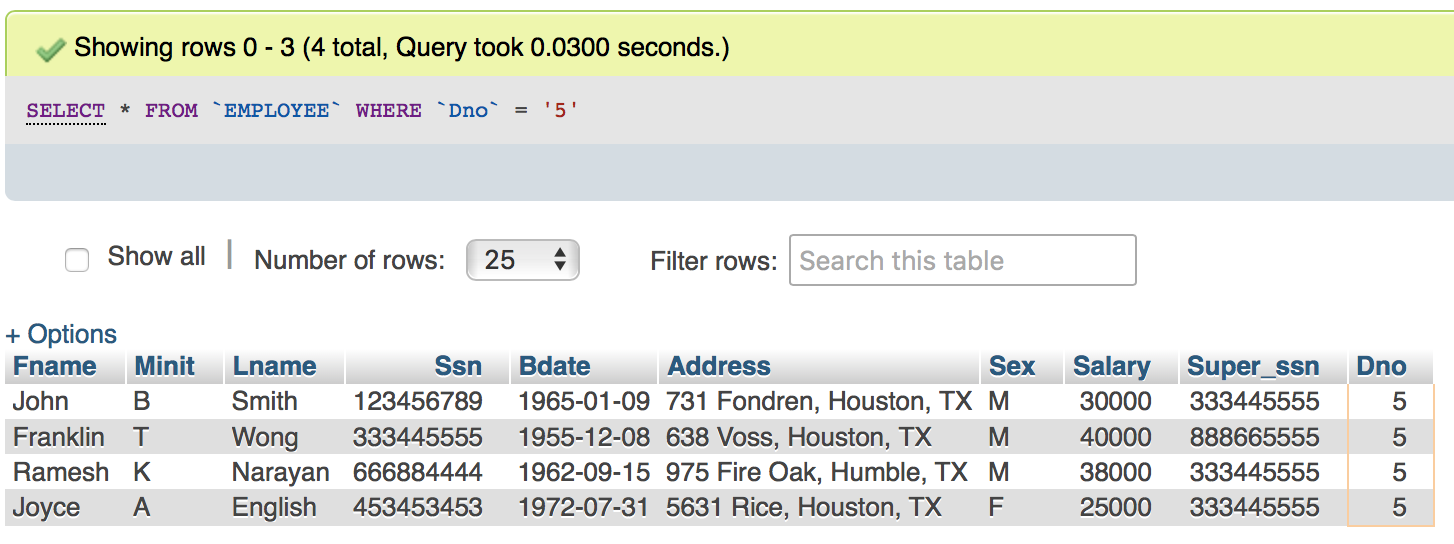 Showing rows 0 - 3 (4 total, Query took 0.0300 seconds.)
SELECT * FROM `EMPLOYEE` WHERE `Dno` = '5'
Show all | Number of rows: 25 Filter rows: Search this table
+ Options
Fname Minit Lname Ssn Bdate Address Sex Salary Super_ssn Dno
John B Smith 123456789 1965-01-09 731 Fondren, Houston, TX M 30000 333445555 5
Franklin T Wong 333445555 1955-12-08 638 Voss, Houston, TX M 40000 888665555 5
Ramesh K Narayan 666884444 1962-09-15 975 Fire Oak, Humble, TX M 38000 333445555 5
Joyce A English 453453453 1972-07-31 5631 Rice, Houston, TX F 25000 333445555 5